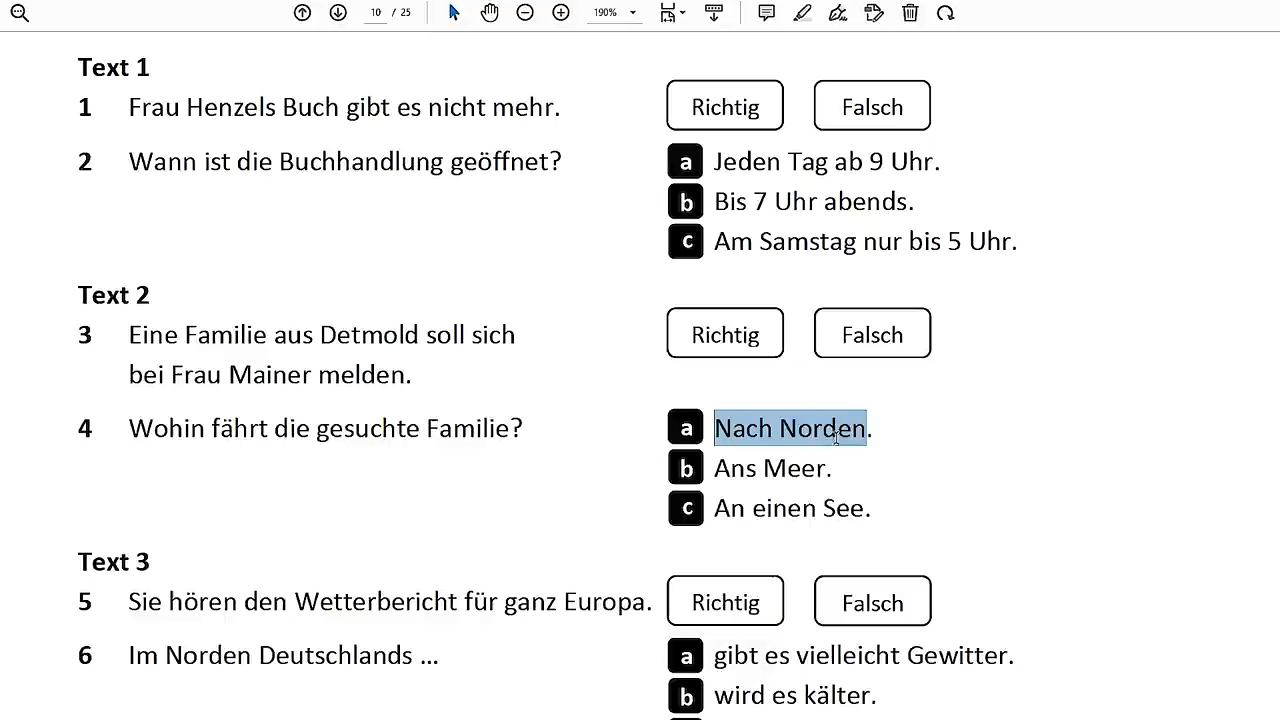 10 / 25 190%
Text 1
1 Frau Henzels Buch gibt es nicht mehr. Richtig Falsch
2 Wann ist die Buchhandlung geöffnet? a Jeden Tag ab 9 Uhr.
b Bis 7 Uhr abends.
c Am Samstag nur bis 5 Uhr.
Text 2
3 Eine Familie aus Detmold soll sich Richtig Falsch
bei Frau Mainer melden.
4 Wohin fährt die gesuchte Familie? a Nach Norden.
b Ans Meer.
c An einen See.
Text 3
5 Sie hören den Wetterbericht für ganz Europa. Richtig Falsch
6 Im Norden Deutschlands ... a gibt es vielleicht Gewitter.
b wird es kälter.